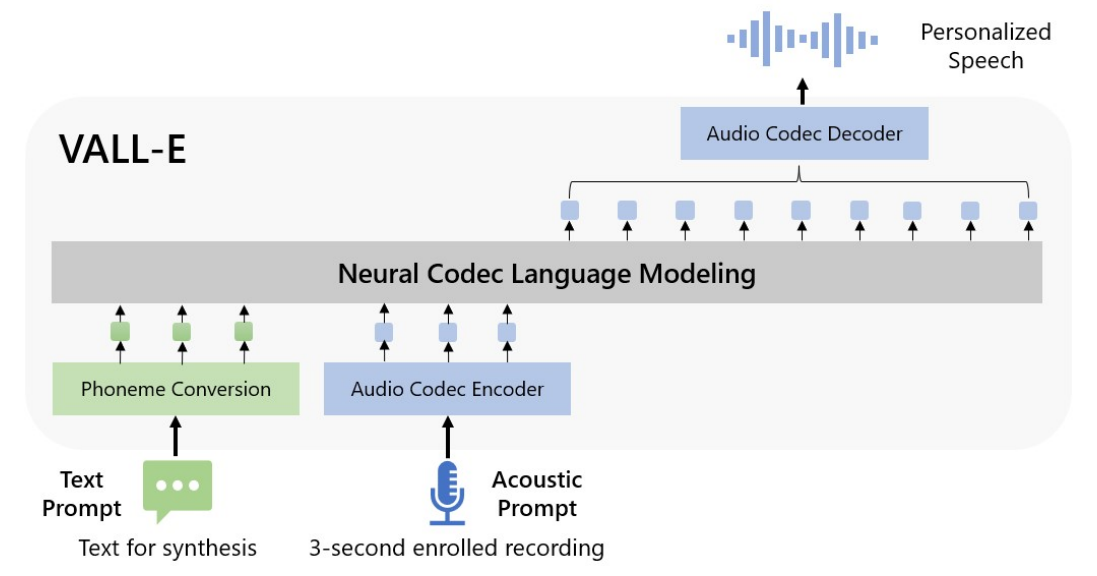 Personalized
Speech
VALL-E
Audio Codec Decoder
Neural Codec Language Modeling
Phoneme Conversion
Audio Codec Encoder
Text
Prompt
Acoustic
Prompt
Text for synthesis
3-second enrolled recording